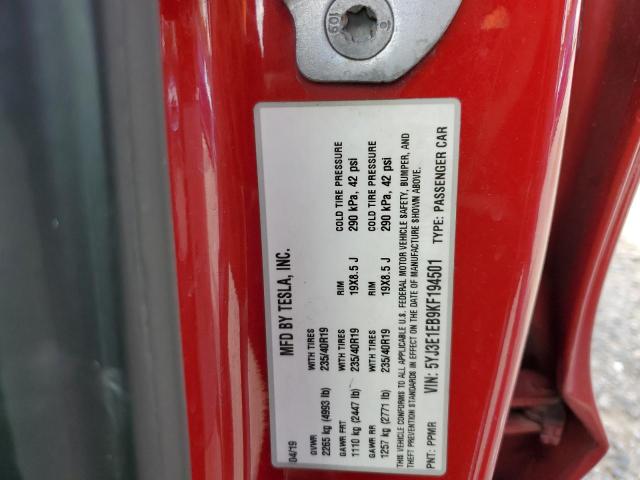 109
MFD BY TESLA, INC.
04/19
GVWR WITH TIRES RIM COLD TIRE PRESSURE
2265 kg (4993 lb) 235/40R19 19X8.5 J 290 kPa, 42 psi
GAWR FRT WITH TIRES RIM COLD TIRE PRESSURE
1110 kg (2447 lb) 235/40R19 19X8.5 J 290 kPa, 42 psi
GAWR RR
1257 kg (2771 lb) 235/40R19
THIS VEHICLE CONFORMS TO ALL APPLICABLE U.S. FEDERAL MOTOR VEHICLE SAFETY, BUMPER, AND
THEFT PREVENTION STANDARDS IN EFFECT ON THE DATE OF MANUFACTURE SHOWN ABOVE.
VIN: 5YJ3E1EB9KF194501 TYPE: PASSENGER CAR
PNT: PPMR